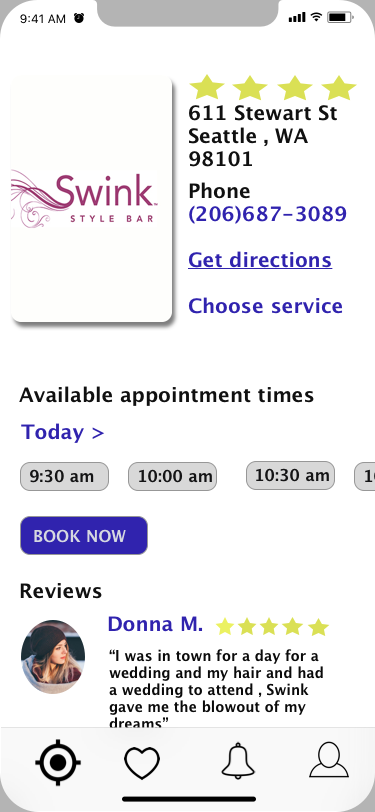 9:41 AM
611 Stewart St
Seattle , WA
98101
Swink
STYLE BAR
Phone
(206)687-3089
Get directions
Choose service
Available appointment times
Today >
9:30 am 10:00 am 10:30 am
BOOK NOW
Reviews
Donna M.
“I was in town for a day for a
wedding and my hair and had
a wedding to attend , Swink
gave me the blowout of my
dreams”